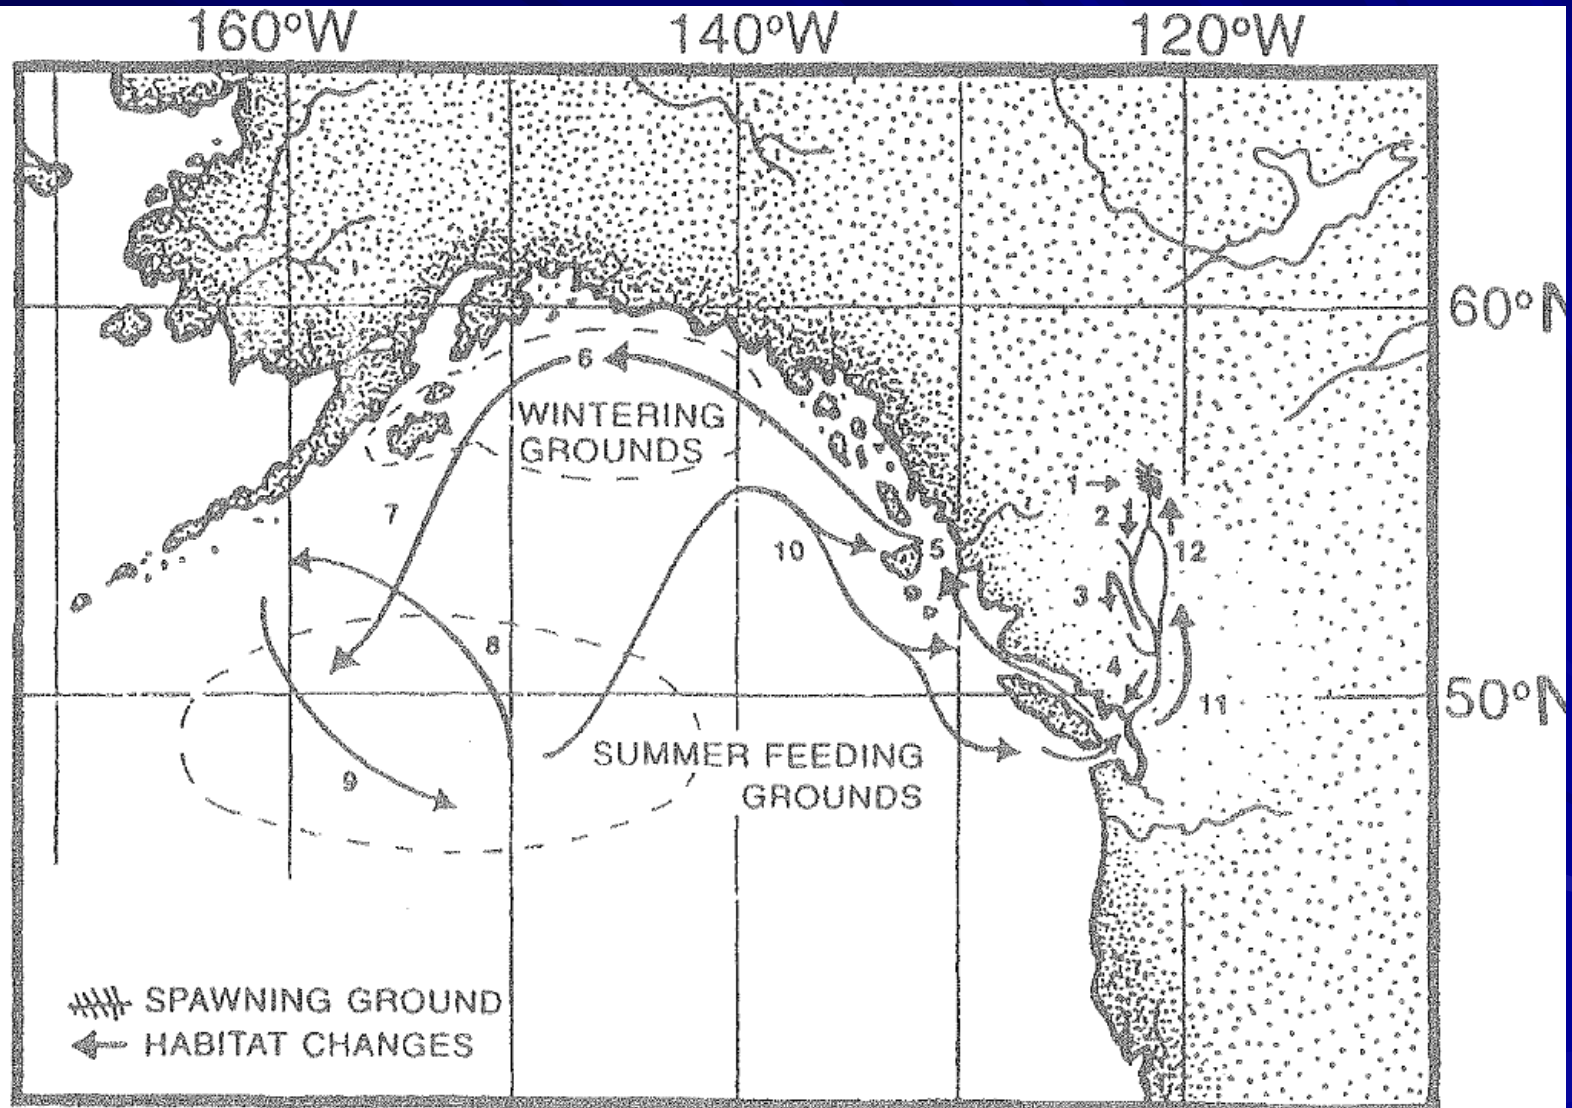 160°W 140°W 120°W
60°N
6
WINTERING
GROUNDS
1
2
7
10
5
12
3
8
4
50°N
11
SUMMER FEEDING
9
GROUNDS
SPAWNING GROUND
HABITAT CHANGES